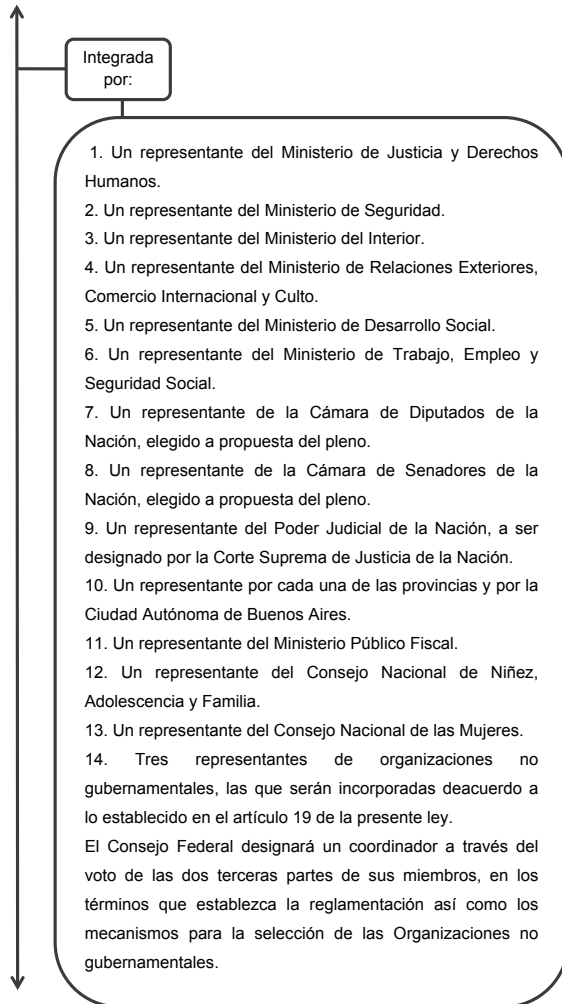 Integrada
por:
1. Un representante del Ministerio de Justicia y Derechos
Humanos.
2. Un representante del Ministerio de Seguridad.
3. Un representante del Ministerio del Interior.
4. Un representante del Ministerio de Relaciones Exteriores,
Comercio Internacional y Culto.
5. Un representante del Ministerio de Desarrollo Social.
6. Un representante del Ministerio de Trabajo, Empleo y
Seguridad Social.
7. Un representante de la Cámara de Diputados de la
Nación, elegido a propuesta del pleno.
8. Un representante de la Cámara de Senadores de la
Nación, elegido a propuesta del pleno.
9. Un representante del Poder Judicial de la Nación, a ser
designado por la Corte Suprema de Justicia de la Nación.
10. Un representante por cada una de las provincias y por la
Ciudad Autónoma de Buenos Aires.
11. Un representante del Ministerio Público Fiscal.
12. Un representante del Consejo Nacional de Niñez,
Adolescencia y Familia.
13. Un representante del Consejo Nacional de las Mujeres.
14. Tres representantes de organizaciones no
gubernamentales, las que serán incorporadas deacuerdo a
lo establecido en el artículo 19 de la presente ley.
El Consejo Federal designará un coordinador a través del
voto de las dos terceras partes de sus miembros, en los
términos que establezca la reglamentación así como los
mecanismos para la selección de las Organizaciones no
gubernamentales.